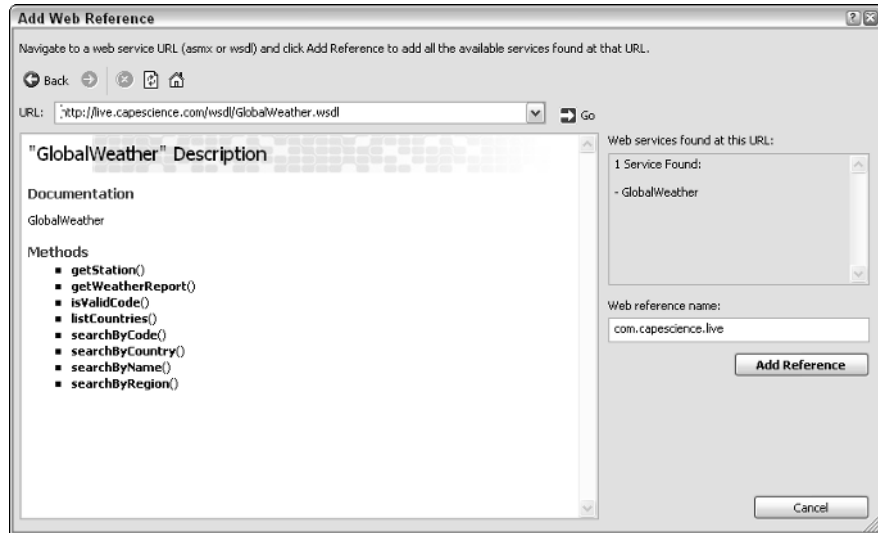 Add Web Reference
Navigate to a web service URL (asmx or wsdl) and click Add Reference to add all the available services found at that URL.
Back
URL: http://live.capescience.com/wsdl/GlobalWeather.wsdl Go
"GlobalWeather" Description
Documentation
GlobalWeather
Methods
getStation()
getWeatherReport()
isValidCode()
listCountries()
searchByCode()
searchByCountry()
searchByName()
searchByRegion()
Web services found at this URL:
1 Service Found:
- GlobalWeather
Web reference name:
com.capescience.live
Add Reference
Cancel